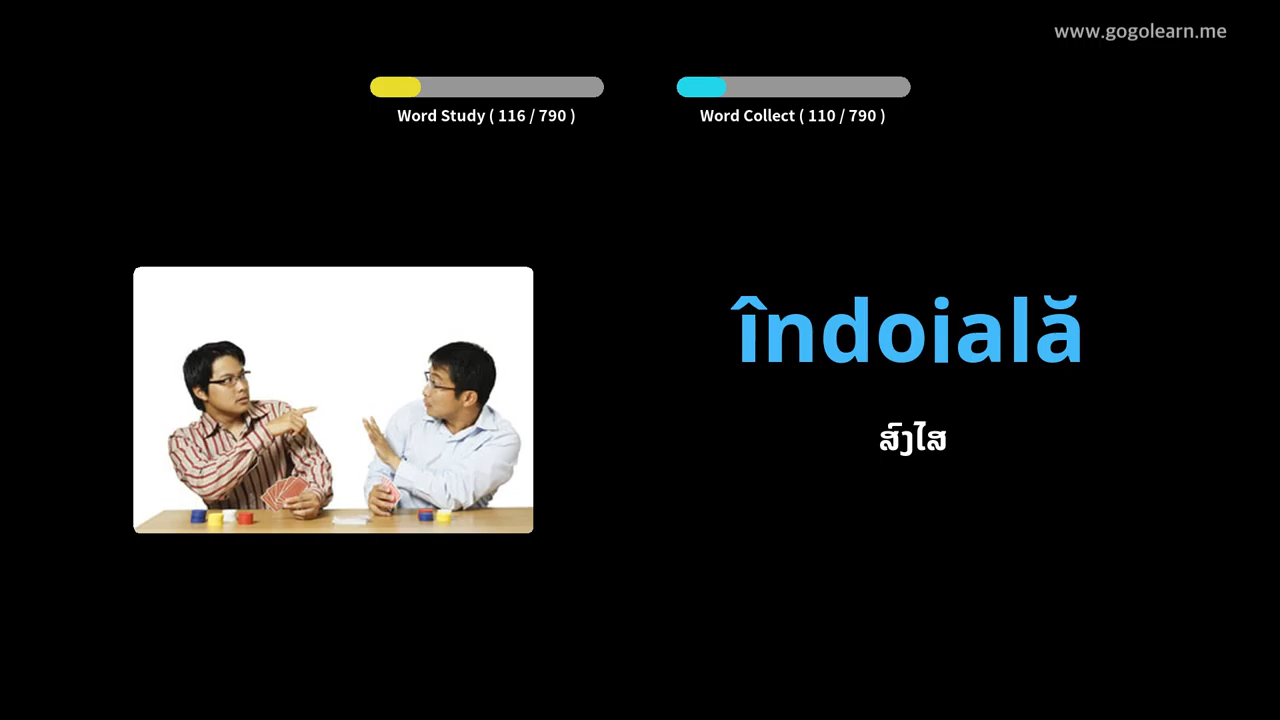 www.gogolearn.me
Word Study ( 116 / 790 )
Word Collect ( 110 / 790 )
îndoială
ສົງໄສ